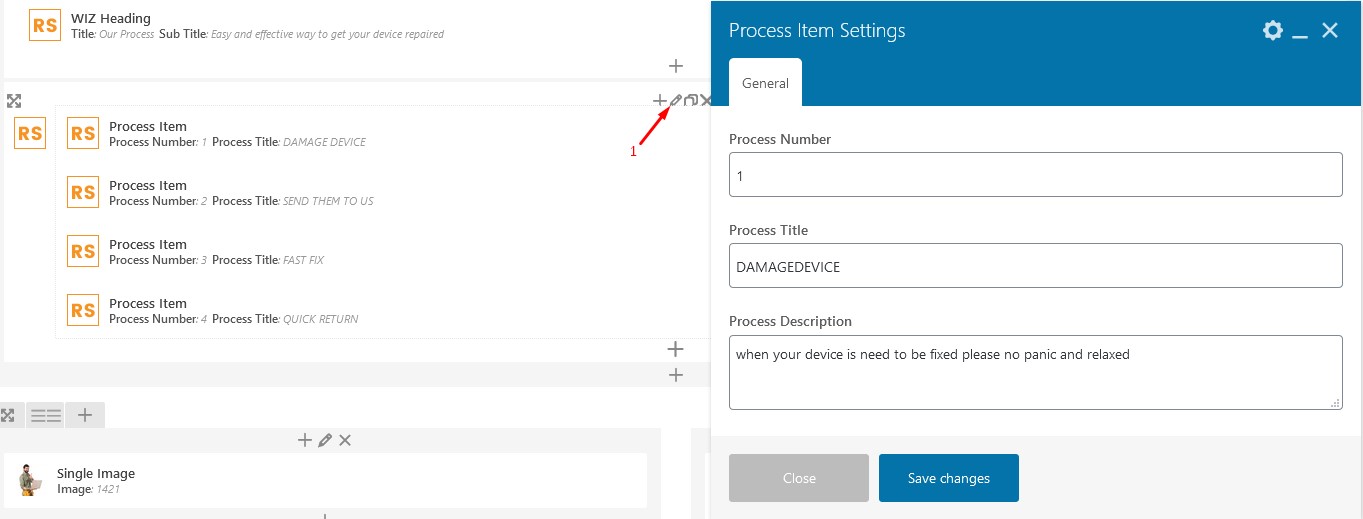 RS
WIZ Heading
Title: Our Process Sub Title: Easy and effective way to get your device repaired
RS
RS
Process Item
Process Number: 1 Process Title: DAMAGE DEVICE
1
RS
Process Item
Process Number: 2 Process Title: SEND THEM TO US
RS
Process Item
Process Number: 3 Process Title: FAST FIX
RS
Process Item
Process Number: 4 Process Title: QUICK RETURN
Single Image
Image: 1421
Process Item Settings
General
Process Number
1
Process Title
DAMAGEDEVICE
Process Description
when your device is need to be fixed please no panic and relaxed
Close
Save changes